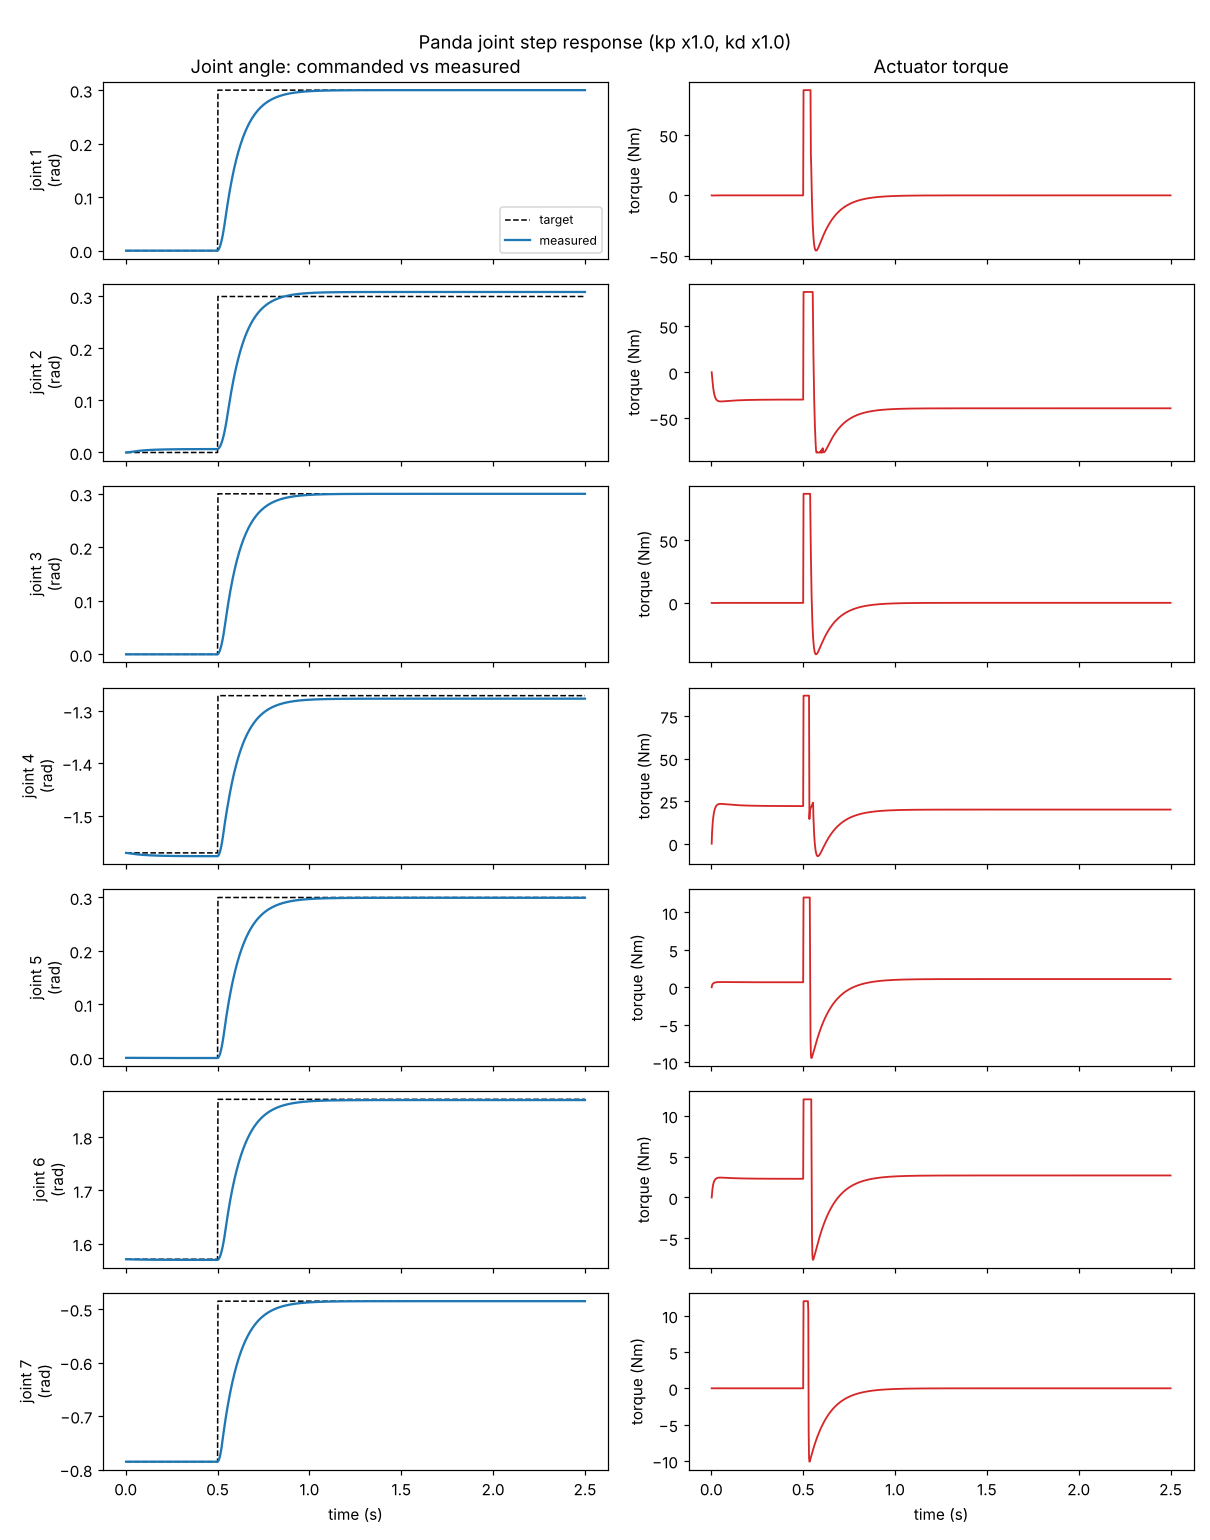 Panda joint step response (kp x1.0, kd x1.0)
Joint angle: commanded vs measured
Actuator torque
joint 1
(rad)
0.3
0.2
0.1
0.0
target
measured
torque (Nm)
50
0
−50
joint 2
(rad)
0.3
0.2
0.1
0.0
torque (Nm)
50
0
−50
joint 3
(rad)
0.3
0.2
0.1
0.0
torque (Nm)
50
0
joint 4
(rad)
−1.3
−1.4
−1.5
torque (Nm)
75
50
25
0
joint 5
(rad)
0.3
0.2
0.1
0.0
torque (Nm)
10
5
0
−5
−10
joint 6
(rad)
1.8
1.7
1.6
torque (Nm)
10
5
0
−5
joint 7
(rad)
−0.5
−0.6
−0.7
−0.8
torque (Nm)
10
5
0
−5
−10
0.0 0.5 1.0 1.5 2.0 2.5
time (s)
0.0 0.5 1.0 1.5 2.0 2.5
time (s)